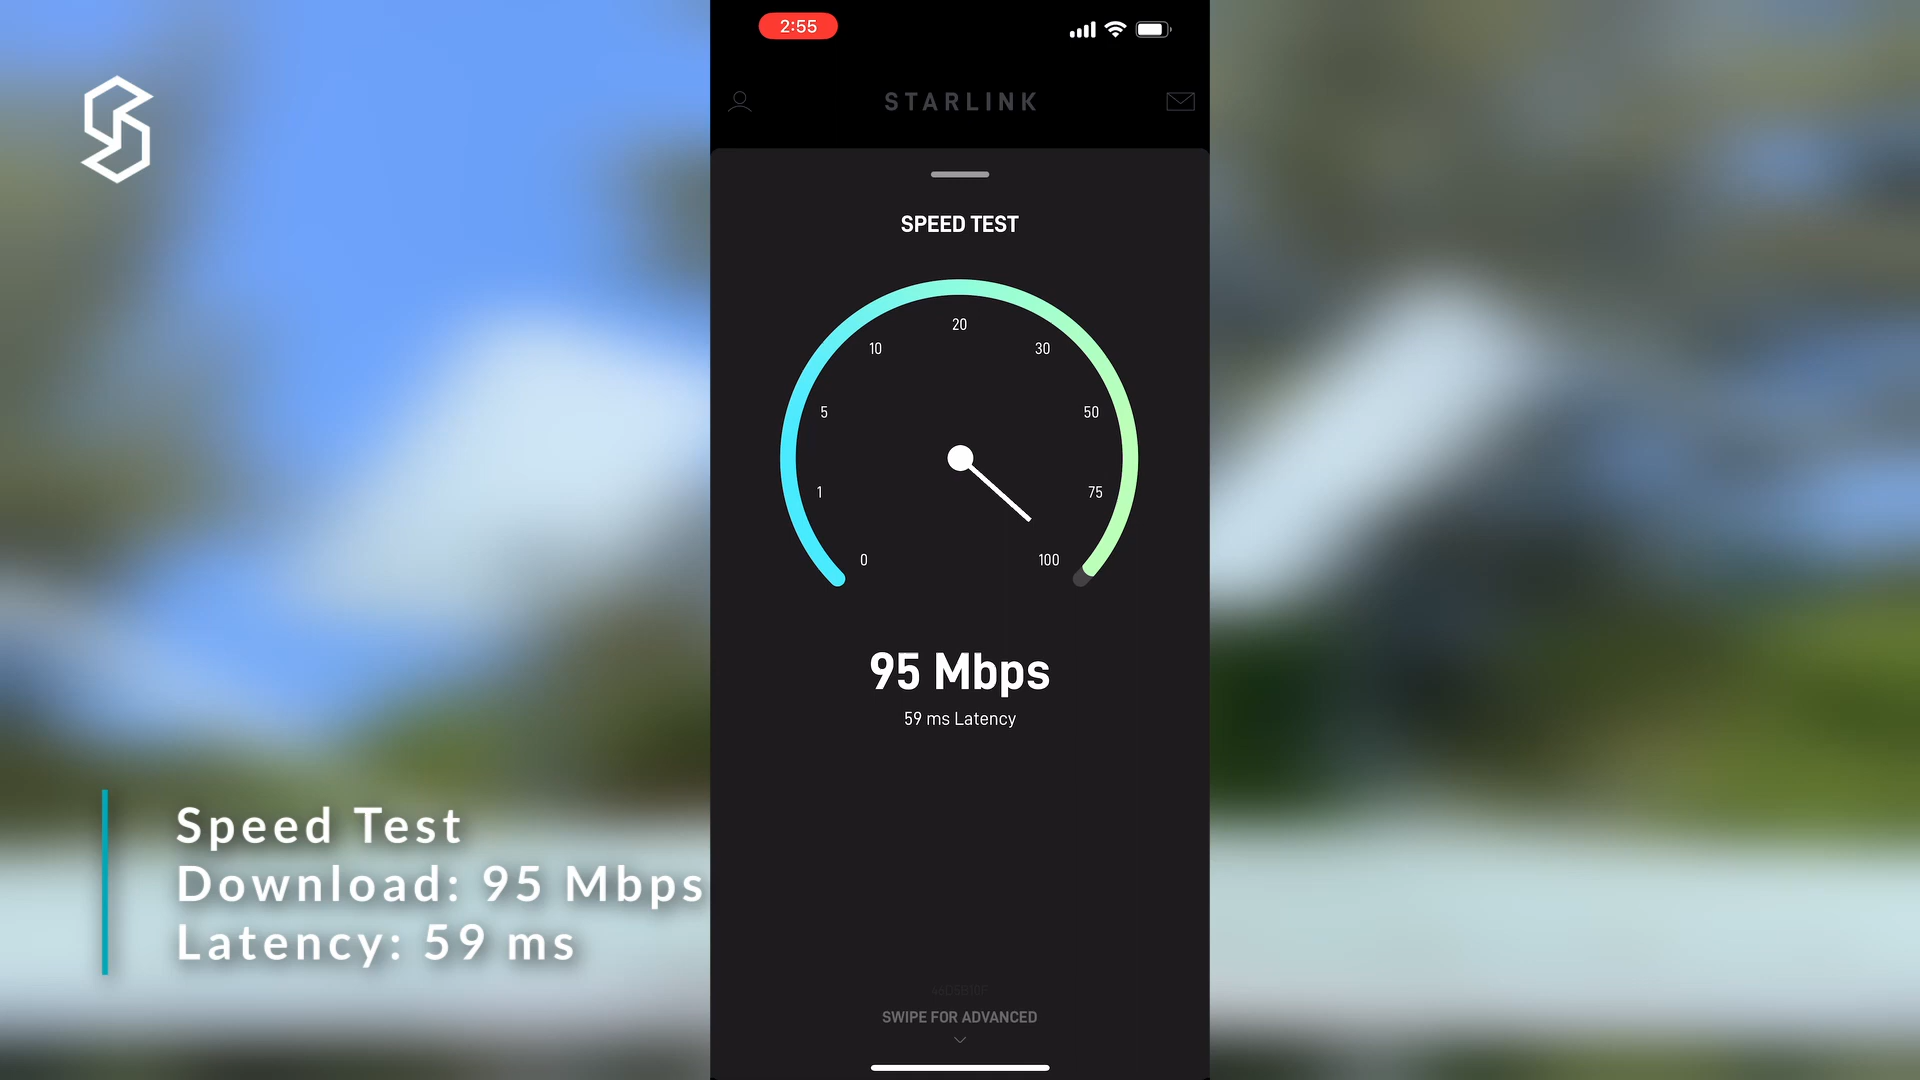 2:55
STARLINK
SPEED TEST
20
10
30
5
50
1
75
0
100
95 Mbps
59 ms Latency
Speed Test
Download: 95 Mbps
Latency: 59 ms
SWIPE FOR ADVANCED